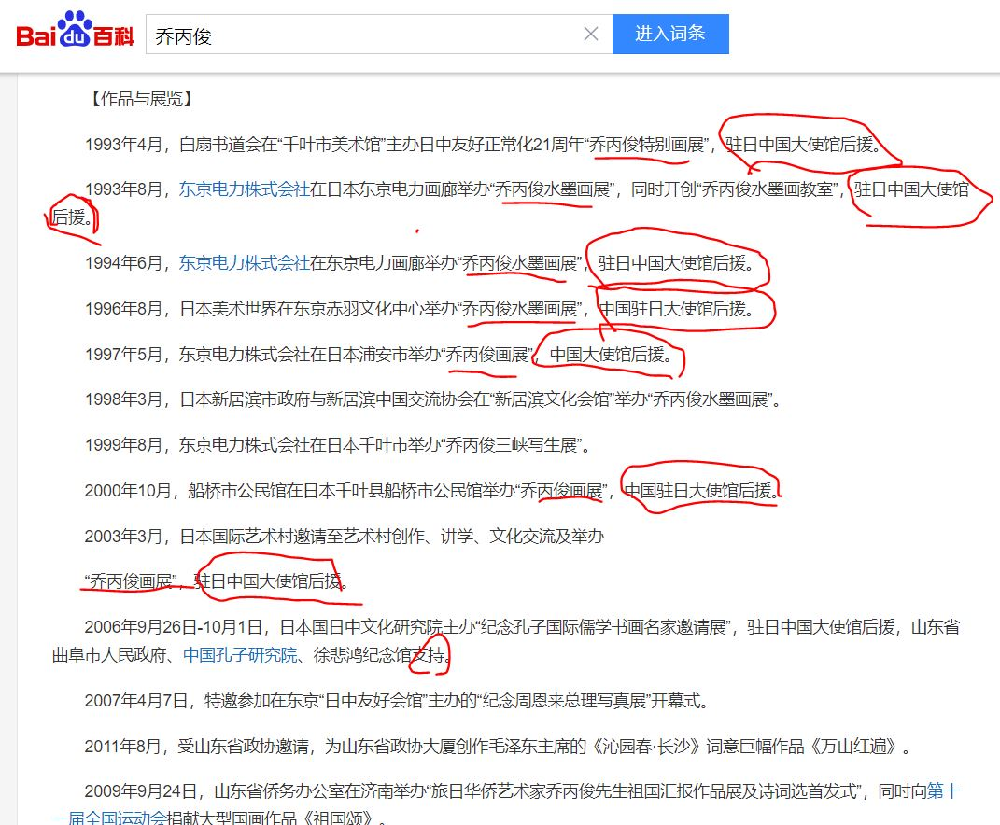 Bai du 百科
乔丙俊
进入词条
【作品与展览】
1993年4月，白扇书道会在“千叶市美术馆”主办日中友好正常化21周年“乔丙俊特别画展”，驻日中国大使馆后援。
1993年8月，东京电力株式会社在日本东京电力画廊举办“乔丙俊水墨画展”，同时开创“乔丙俊水墨画教室”，驻日中国大使馆
后援。
1994年6月，东京电力株式会社在东京电力画廊举办“乔丙俊水墨画展”，驻日中国大使馆后援。
1996年8月，日本美术世界在东京赤羽文化中心举办“乔丙俊水墨画展”，中国驻日大使馆后援。
1997年5月，东京电力株式会社在日本浦安市举办“乔丙俊画展”，中国大使馆后援。
1998年3月，日本新居滨市政府与新居滨中国交流协会在“新居滨文化会馆”举办“乔丙俊水墨画展”。
1999年8月，东京电力株式会社在日本千叶市举办“乔丙俊三峡写生展”。
2000年10月，船桥市公民馆在日本千叶县船桥市公民馆举办“乔丙俊画展”，中国驻日大使馆后援。
2003年3月，日本国际艺术村邀请至艺术村创作、讲学、文化交流及举办
“乔丙俊画展”，驻日中国大使馆后援。
2006年9月26日-10月1日，日本国日中文化研究院主办“纪念孔子国际儒学书画名家邀请展”，驻日中国大使馆后援，山东省
曲阜市人民政府、中国孔子研究院、徐悲鸿纪念馆支持。
2007年4月7日，特邀参加在东京“日中友好会馆”主办的“纪念周恩来总理写真展”开幕式。
2011年8月，受山东省政协邀请，为山东省政协大厦创作毛泽东主席的《沁园春·长沙》词意巨幅作品《万山红遍》。
2009年9月24日，山东省侨务办公室在济南举办“旅日华侨艺术家乔丙俊先生祖国汇报作品展及诗词选首发式”，同时向第十
一届全国运动会捐献大型国画作品《祖国颂》。